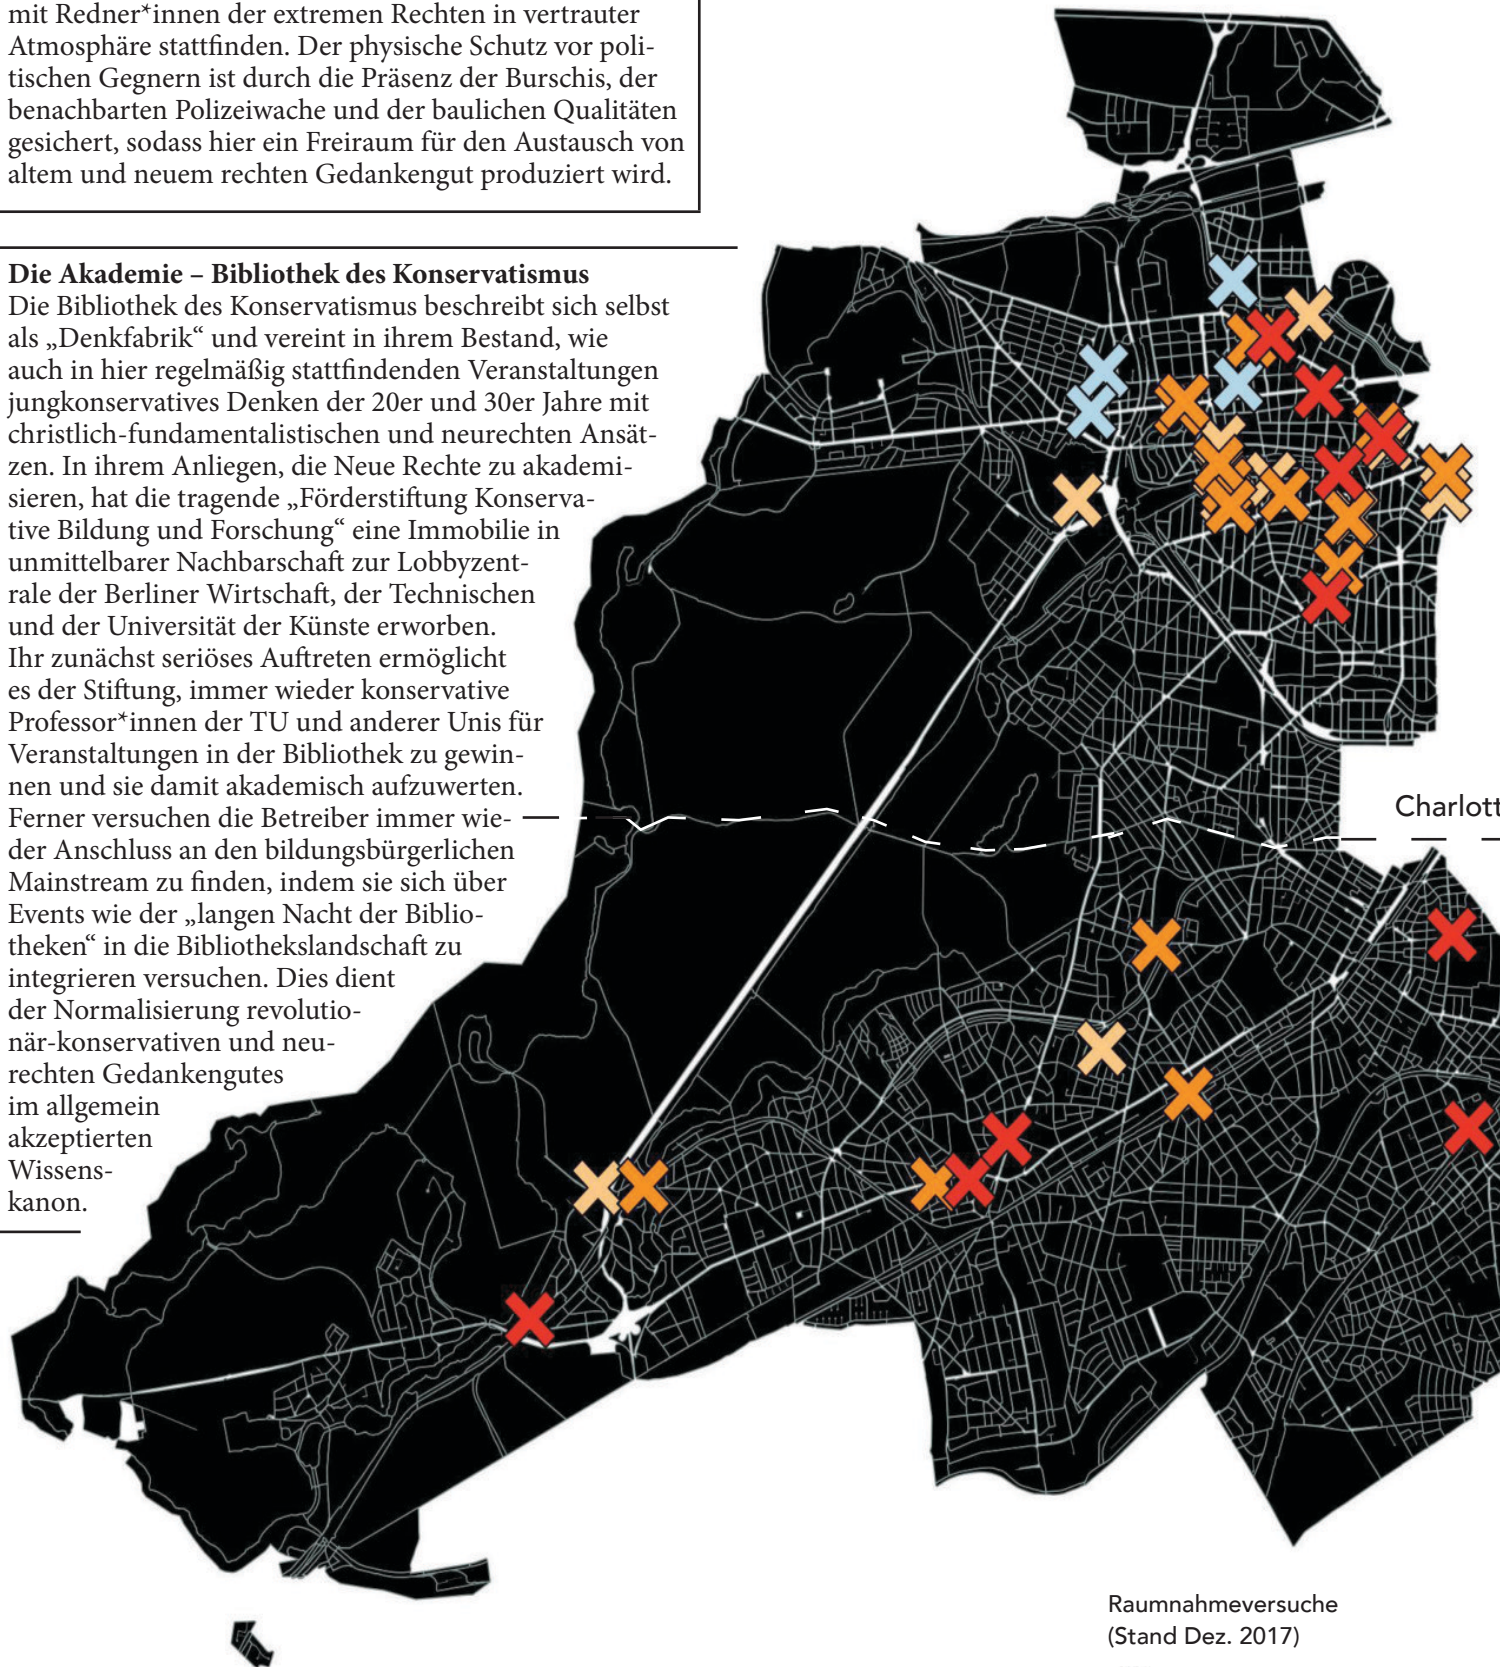 mit Redner*innen der extremen Rechten in vertrauter
Atmosphäre stattfinden. Der physische Schutz vor poli-
tischen Gegnern ist durch die Präsenz der Burschis, der
benachbarten Polizeiwache und der baulichen Qualitäten
gesichert, sodass hier ein Freiraum für den Austausch von
altem und neuem rechten Gedankengut produziert wird.
Die Akademie – Bibliothek des Konservatismus
Die Bibliothek des Konservatismus beschreibt sich selbst
als „Denkfabrik“ und vereint in ihrem Bestand, wie
auch in hier regelmäßig stattfindenden Veranstaltungen
jungkonservatives Denken der 20er und 30er Jahre mit
christlich-fundamentalistischen und neurechten Ansät-
zen. In ihrem Anliegen, die Neue Rechte zu akademi-
sieren, hat die tragende „Förderstiftung Konserva-
tive Bildung und Forschung“ eine Immobilie in
unmittelbarer Nachbarschaft zur Lobbyzent-
rale der Berliner Wirtschaft, der Technischen
und der Universität der Künste erworben.
Ihr zunächst seriöses Auftreten ermöglicht
es der Stiftung, immer wieder konservative
Professor*innen der TU und anderer Unis für
Veranstaltungen in der Bibliothek zu gewin-
nen und sie damit akademisch aufzuwerten.
Ferner versuchen die Betreiber immer wie-
der Anschluss an den bildungsbürgerlichen
Mainstream zu finden, indem sie sich über
Events wie der „langen Nacht der Biblio-
theken“ in die Bibliothekslandschaft zu
integrieren versuchen. Dies dient
der Normalisierung revolutio-
när-konservativen und neu-
rechten Gedankengutes
im allgemein
akzeptierten
Wissens-
kanon.
Charlott
Raumnahmeversuche
(Stand Dez. 2017)